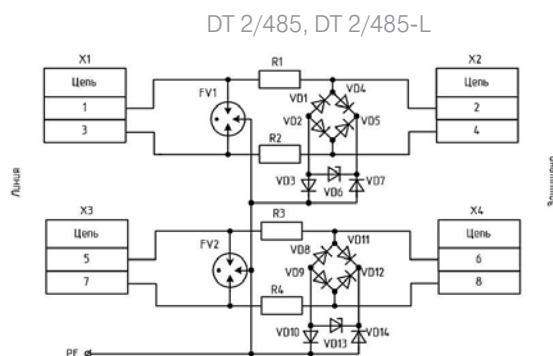 DT 2/485, DT 2/485-L
X1
Цепь
1
3
R1
FV1
R2
VD1
VD4
VD2
VD5
VD3
VD6
VD7
X2
Цепь
2
4
Линия
Защищено
X3
Цепь
5
7
R3
FV2
R4
VD8
VD11
VD9
VD12
VD10
VD13
VD14
X4
Цепь
6
8
PE